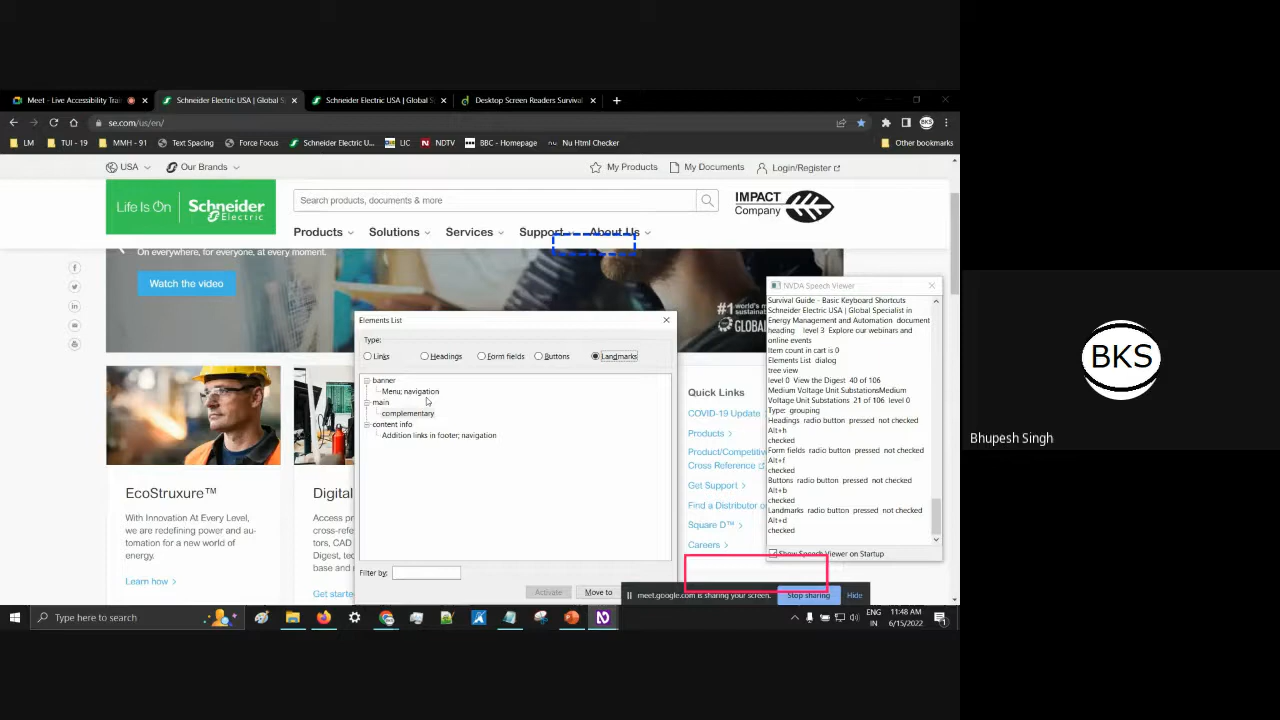 Meet - Live Accessibility Trai
Schneider Electric USA | Global S
Schneider Electric USA | Global S
Desktop Screen Readers Survival
se.com/us/en/
BKS
LM
TUI - 19
MMH - 91
Text Spacing
Force Focus
Schneider Electric U...
LIC
NDTV
BBC - Homepage
Nu Html Checker
Other bookmarks
USA
Our Brands
My Products
My Documents
Login/Register
Life Is On | Schneider Electric
Search products, documents & more
IMPACT
Company
Products
Solutions
Services
Support
About Us
On everywhere, for everyone, at every moment.
Watch the video
#1 world's m
sustainab
GLOBAL
NVDA Speech Viewer
Survival Guide - Basic Keyboard Shortcuts
Schneider Electric USA | Global Specialist in
Energy Management and Automation document
heading level 3 Explore our webinars and
online events
Item count in cart is 0
Elements List dialog
tree view
level 0 View the Digest 40 of 106
Medium Voltage Unit SubstationsMedium
Voltage Unit Substations 21 of 106 level 0
Type: grouping
Headings radio button pressed not checked
Alt+h
checked
Form fields radio button pressed not checked
Alt+f
checked
Buttons radio button pressed not checked
Alt+b
checked
Landmarks radio button pressed not checked
Alt+d
checked
Show Speech Viewer on Startup
Elements List
Type:
Links
Headings
Form fields
Buttons
Landmarks
banner
Menu; navigation
main
complementary
content info
Addition links in footer; navigation
Filter by:
Activate
Move to
Quick Links
COVID-19 Update
Products >
Product/Competitive
Cross Reference
Get Support >
Find a Distributor o
Square D™ >
Careers >
EcoStruxure™
With Innovation At Every Level,
we are redefining power and au-
tomation for a new world of
energy.
Learn how >
Digital
Access pr
cross-refe
tors, CAD
Digest, te
base and r
Get starte
meet.google.com is sharing your screen.
Stop sharing
Hide
Type here to search
ENG
IN
11:48 AM
6/15/2022
BKS
Bhupesh Singh